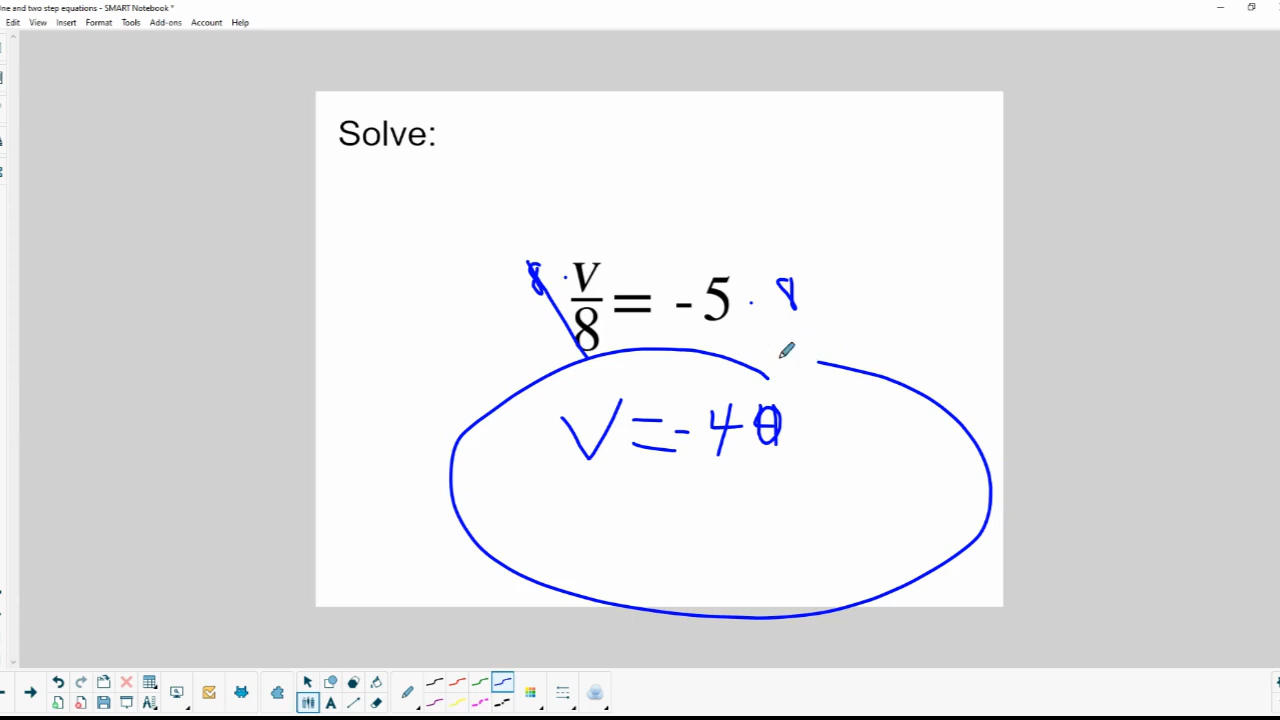 One and two step equations - SMART Notebook *
Edit View Insert Format Tools Add-ons Account Help
Solve:
8 · v/8 = -5 · 8
V = -40